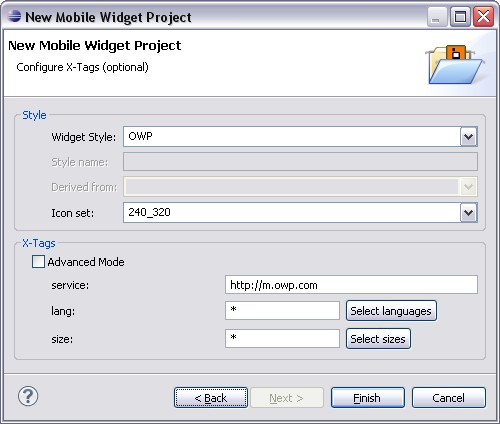 New Mobile Widget Project
New Mobile Widget Project
Configure X-Tags (optional)
Style
Widget Style: OWP
Style name:
Derived from:
Icon set: 240_320
X-Tags
Advanced Mode
service: http://m.owp.com
lang: * Select languages
size: * Select sizes
? < Back Next > Finish Cancel